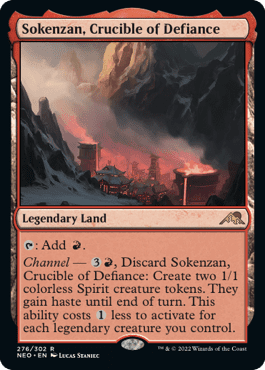 Sokenzan, Crucible of Defiance
Legendary Land
: Add R.
Channel — 3 R, Discard Sokenzan,
Crucible of Defiance: Create two 1/1
colorless Spirit creature tokens. They
gain haste until end of turn. This
ability costs 1 less to activate for
each legendary creature you control.
276/302 R
NEO • EN LUCAS STANIEC
™ & © 2022 Wizards of the Coast